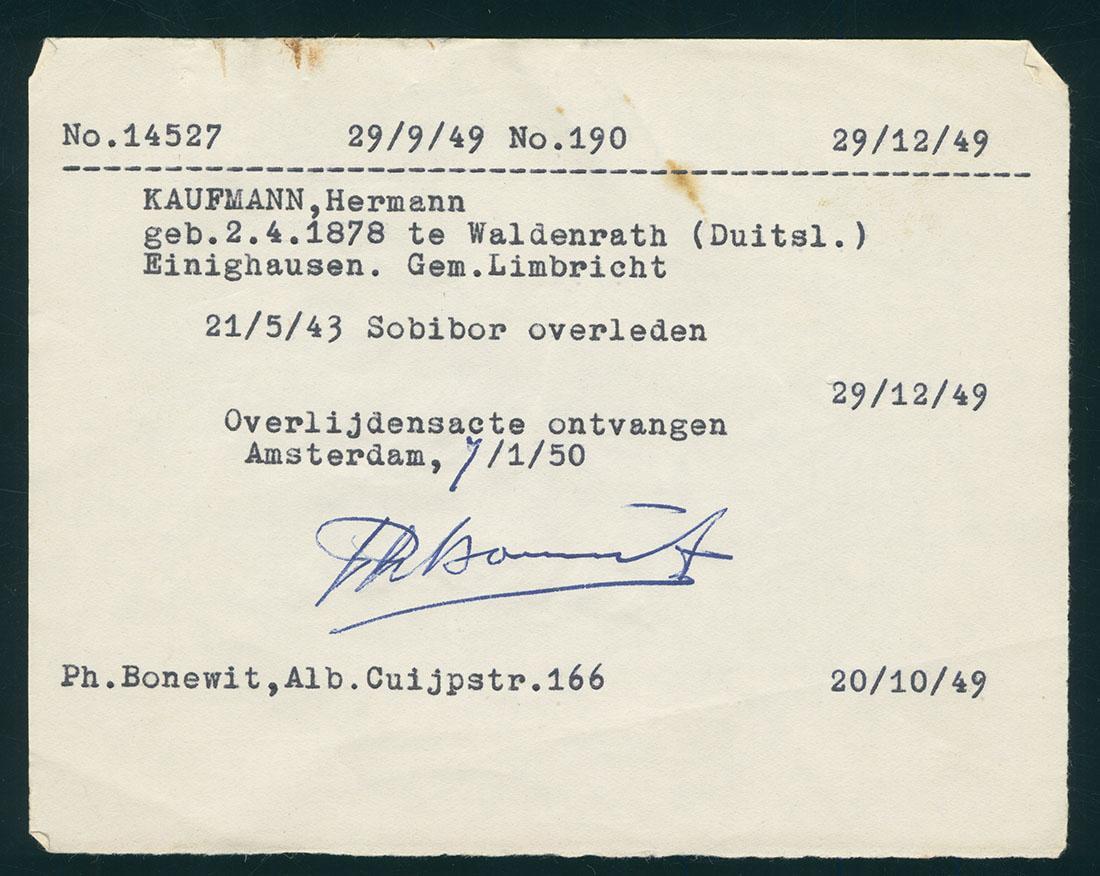 No.14527 29/9/49 No.190 29/12/49
KAUFMANN,Hermann
geb.2.4.1878 te Waldenrath (Duitsl.)
Einighausen. Gem.Limbricht
21/5/43 Sobibor overleden
29/12/49
Overlijdensacte ontvangen
Amsterdam, 7/1/50
Ph.Bonewit,Alb.Cuijpstr.166 20/10/49